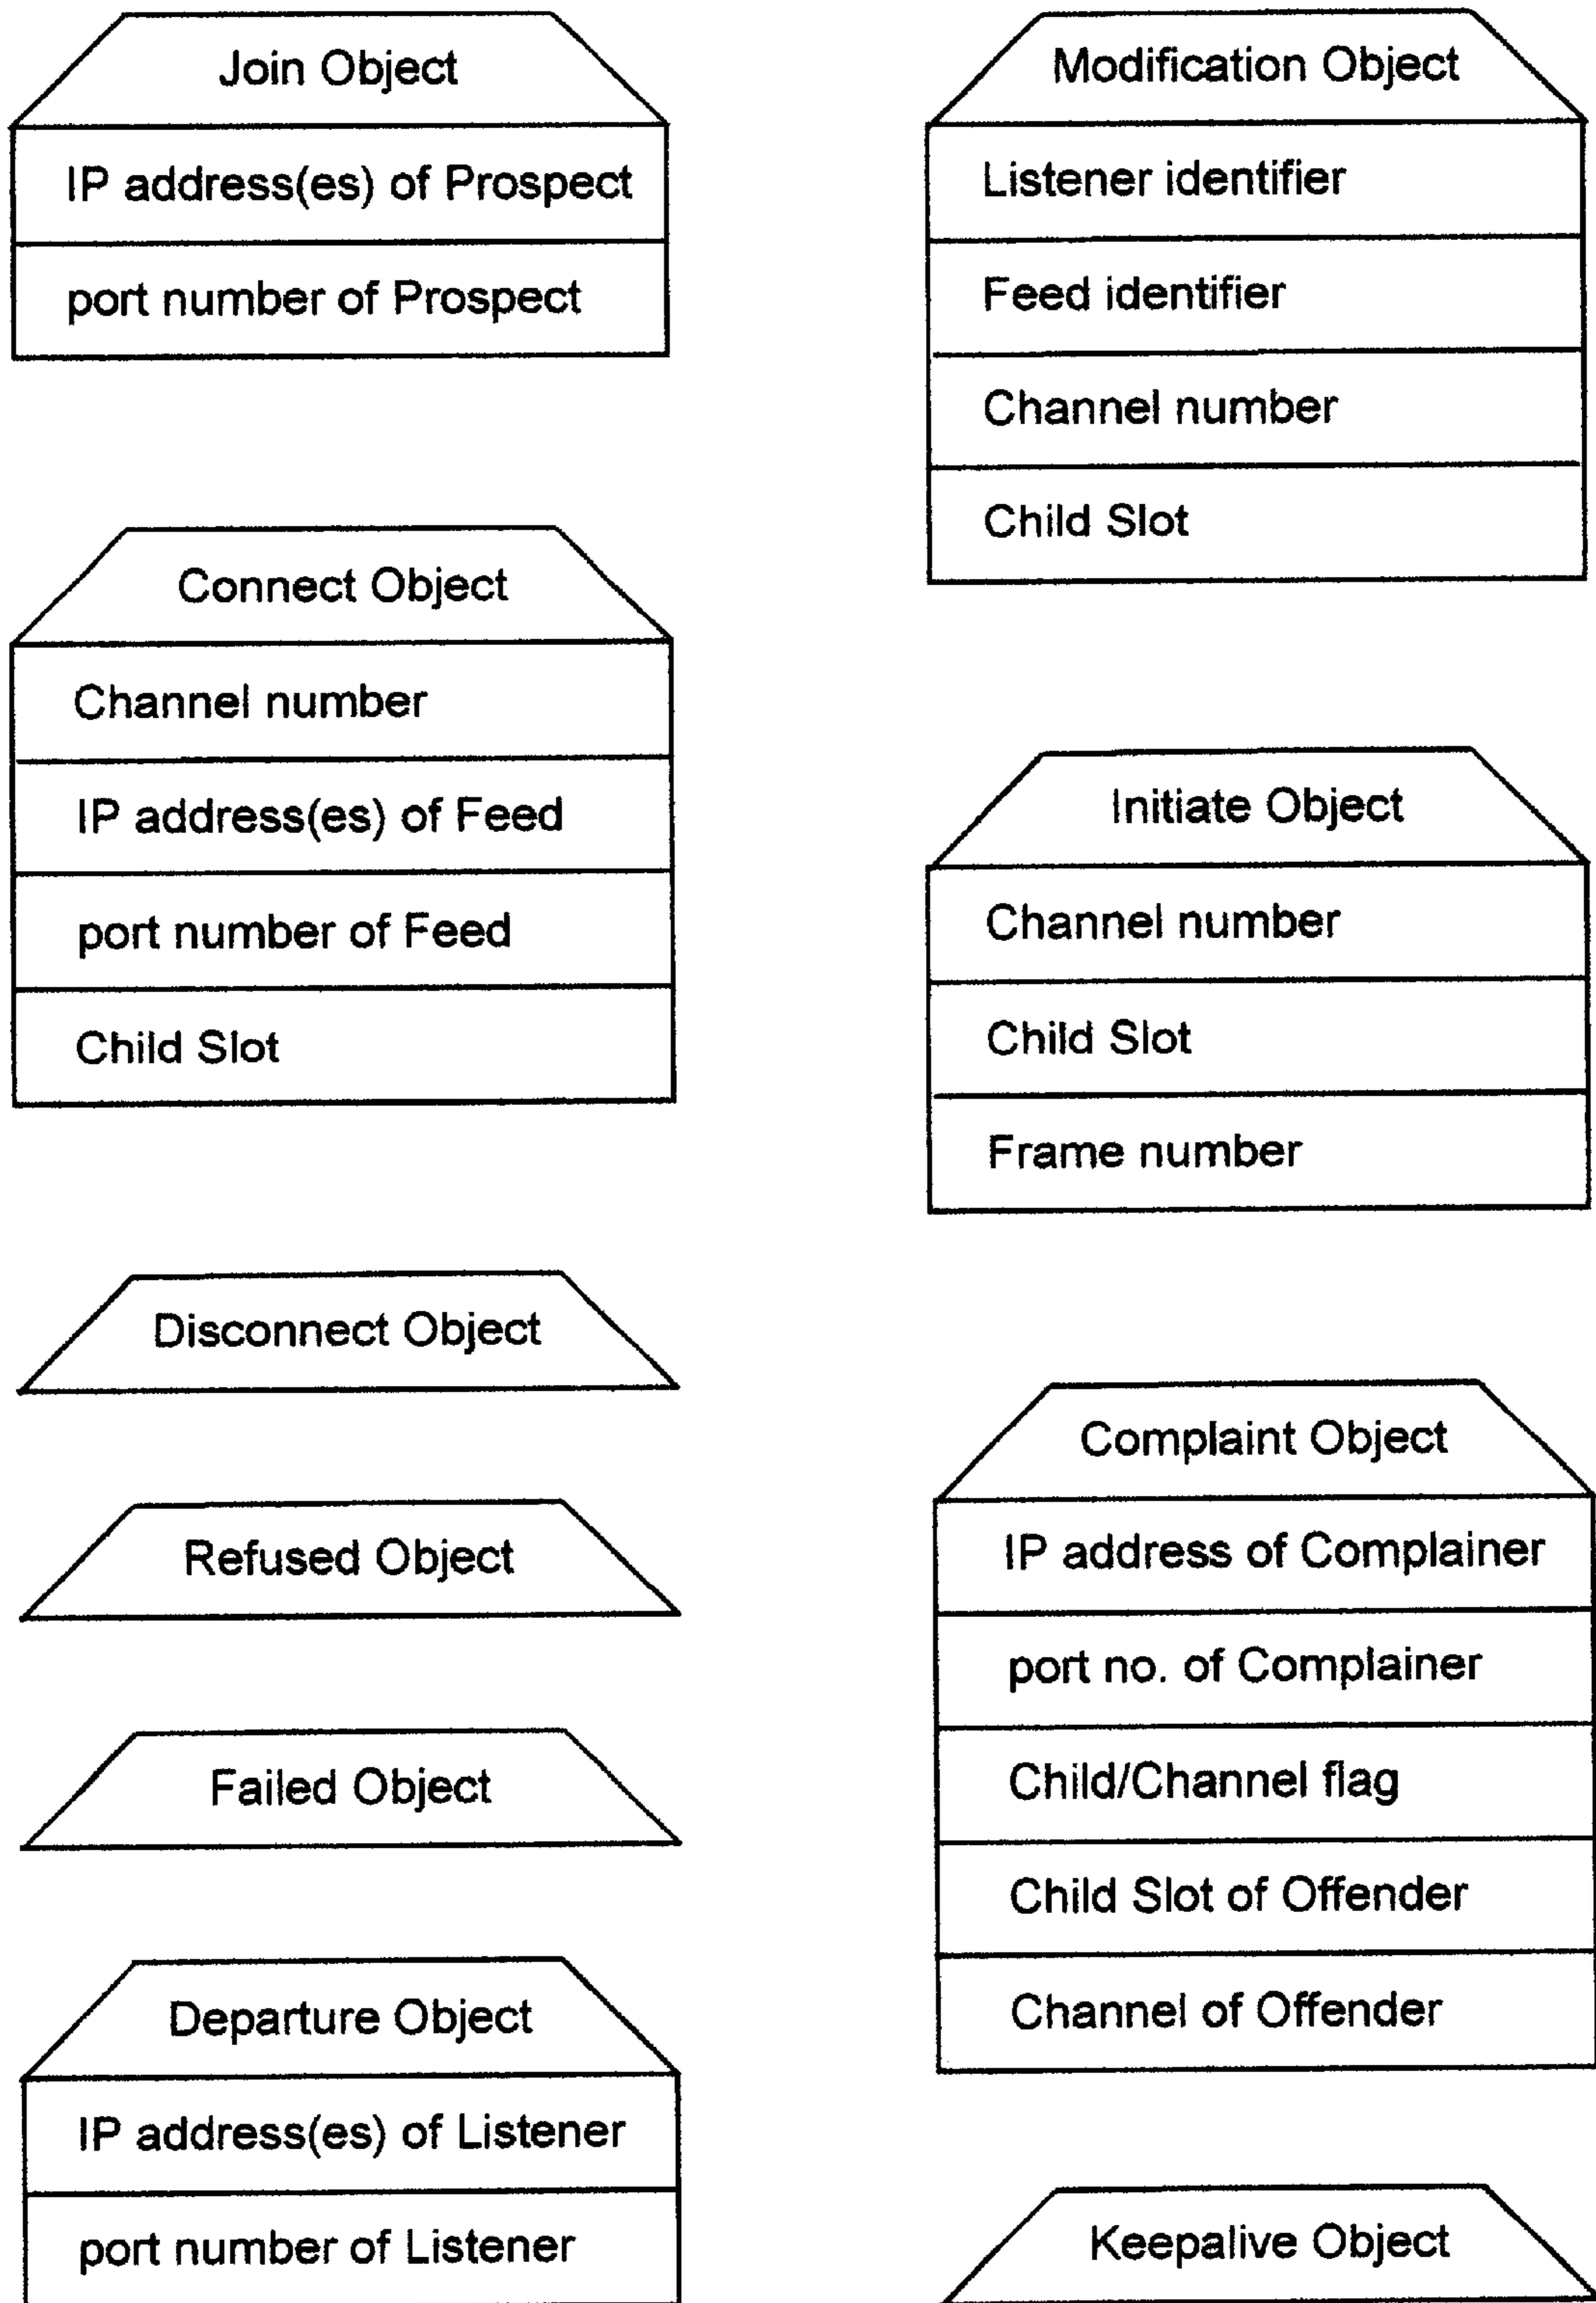 Join Object
IP address(es) of Prospect
port number of Prospect
Connect Object
Channel number
IP address(es) of Feed
port number of Feed
Child Slot
Disconnect Object
Refused Object
Failed Object
Departure Object
IP address(es) of Listener
port number of Listener
Modification Object
Listener identifier
Feed identifier
Channel number
Child Slot
Initiate Object
Channel number
Child Slot
Frame number
Complaint Object
IP address of Complainer
port no. of Complainer
Child/Channel flag
Child Slot of Offender
Channel of Offender
Keepalive Object